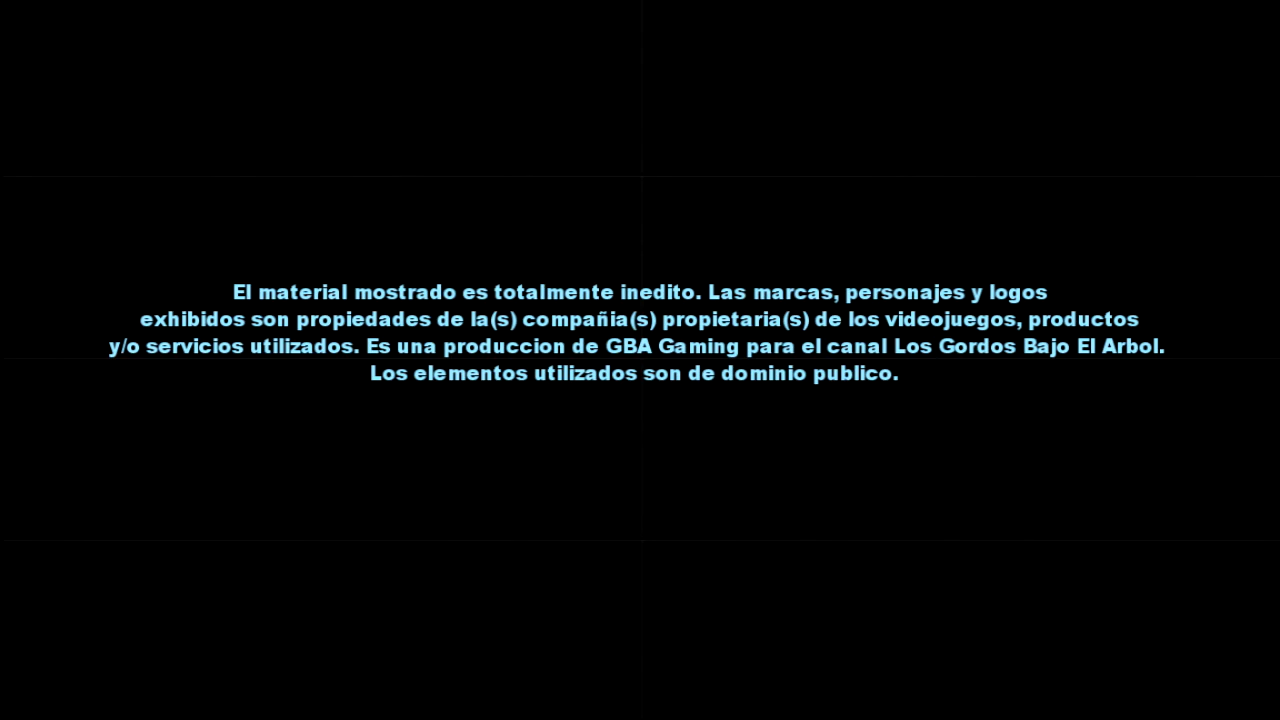 El material mostrado es totalmente inedito. Las marcas, personajes y logos
exhibidos son propiedades de la(s) compañia(s) propietaria(s) de los videojuegos, productos
y/o servicios utilizados. Es una produccion de GBA Gaming para el canal Los Gordos Bajo El Arbol.
Los elementos utilizados son de dominio publico.